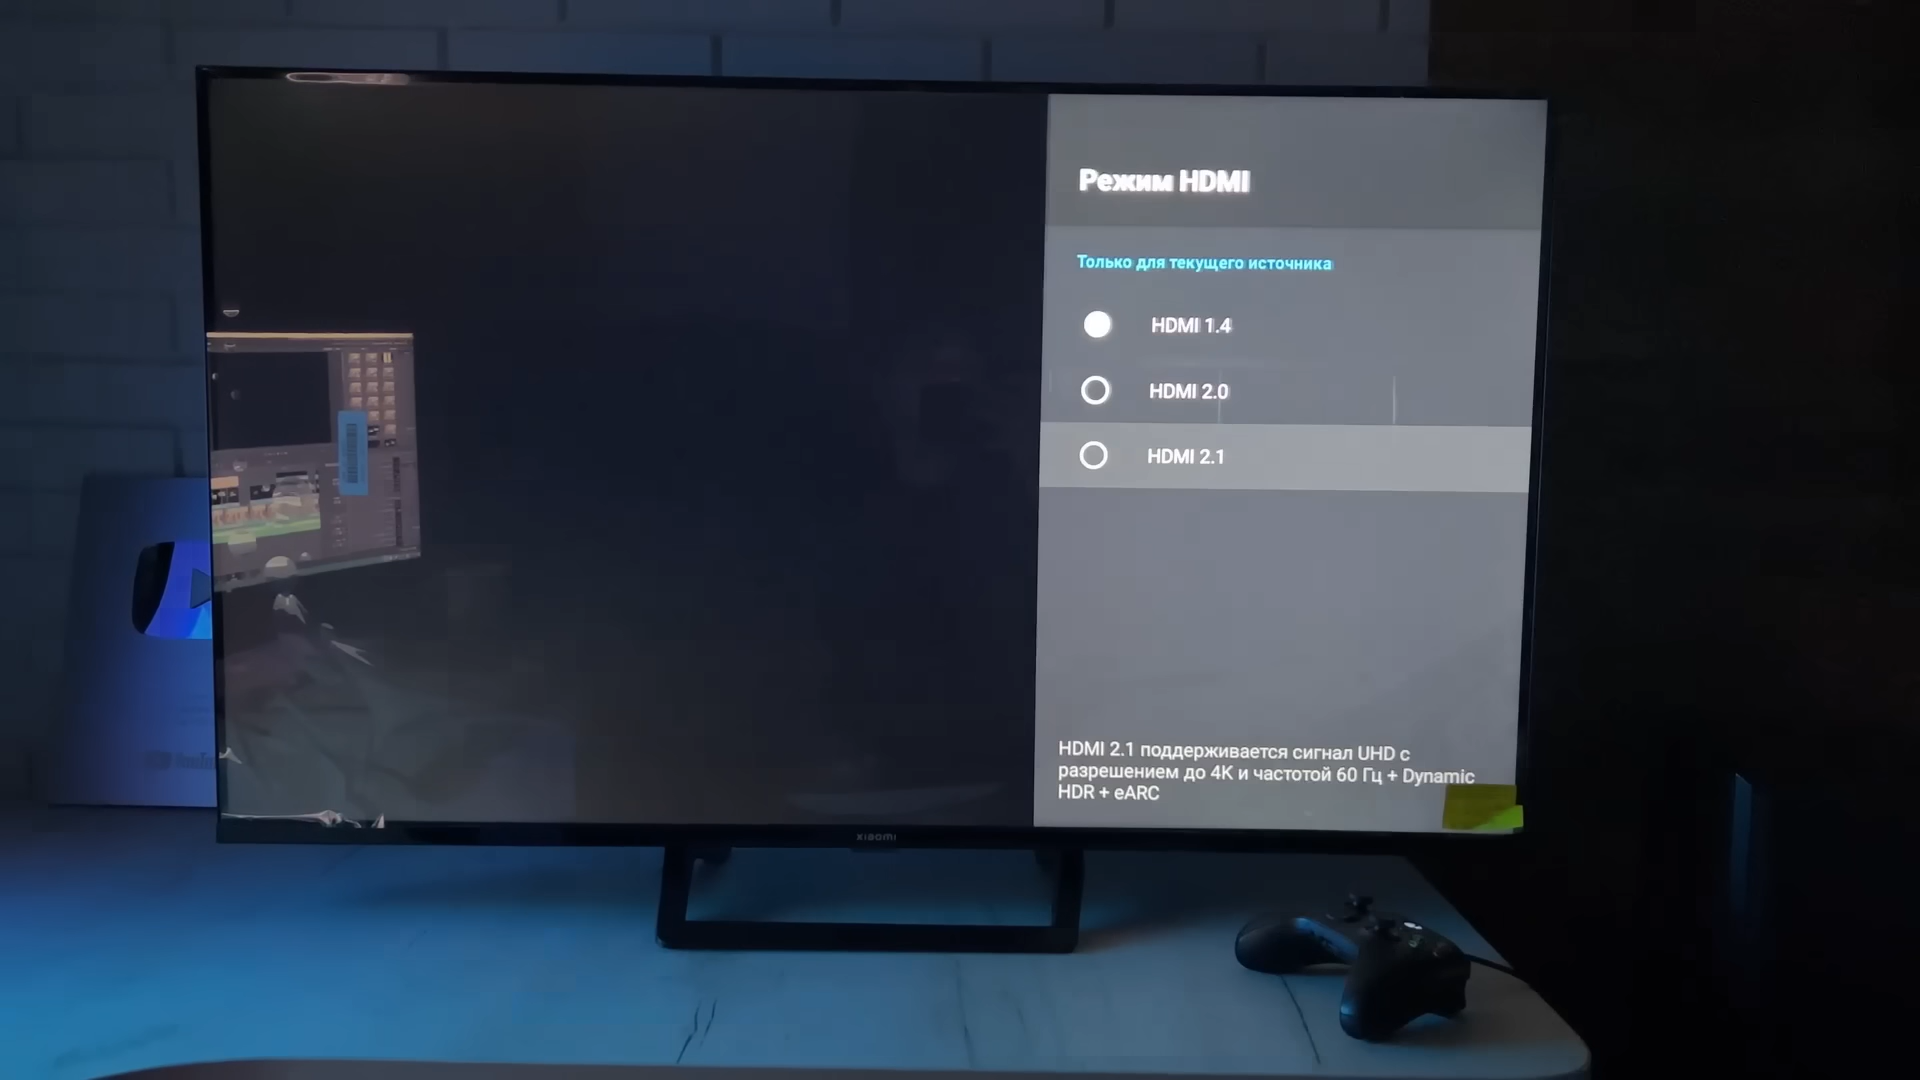 Режим HDMI
Только для текущего источника
HDMI 1.4
HDMI 2.0
HDMI 2.1
HDMI 2.1 поддерживается сигнал UHD с
разрешением до 4K и частотой 60 Гц + Dynamic
HDR + eARC
xiaomi